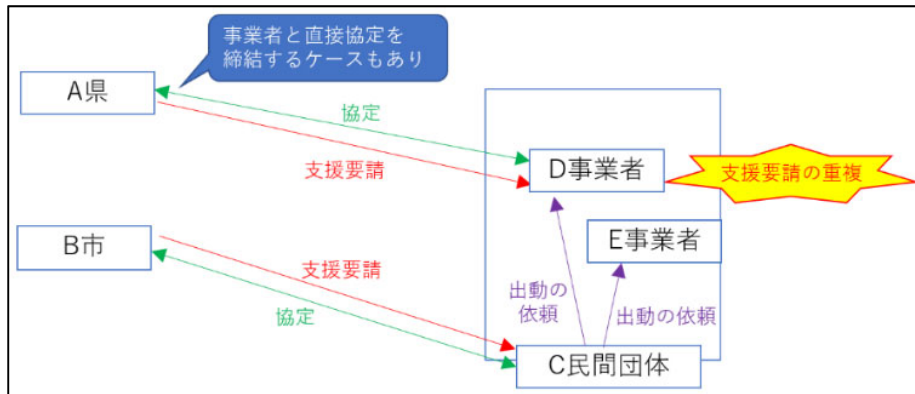 事業者と直接協定を
締結するケースもあり
A県
協定
支援要請
D事業者
支援要請の重複
B市
E事業者
支援要請
協定
出動の
依頼
出動の依頼
C民間団体